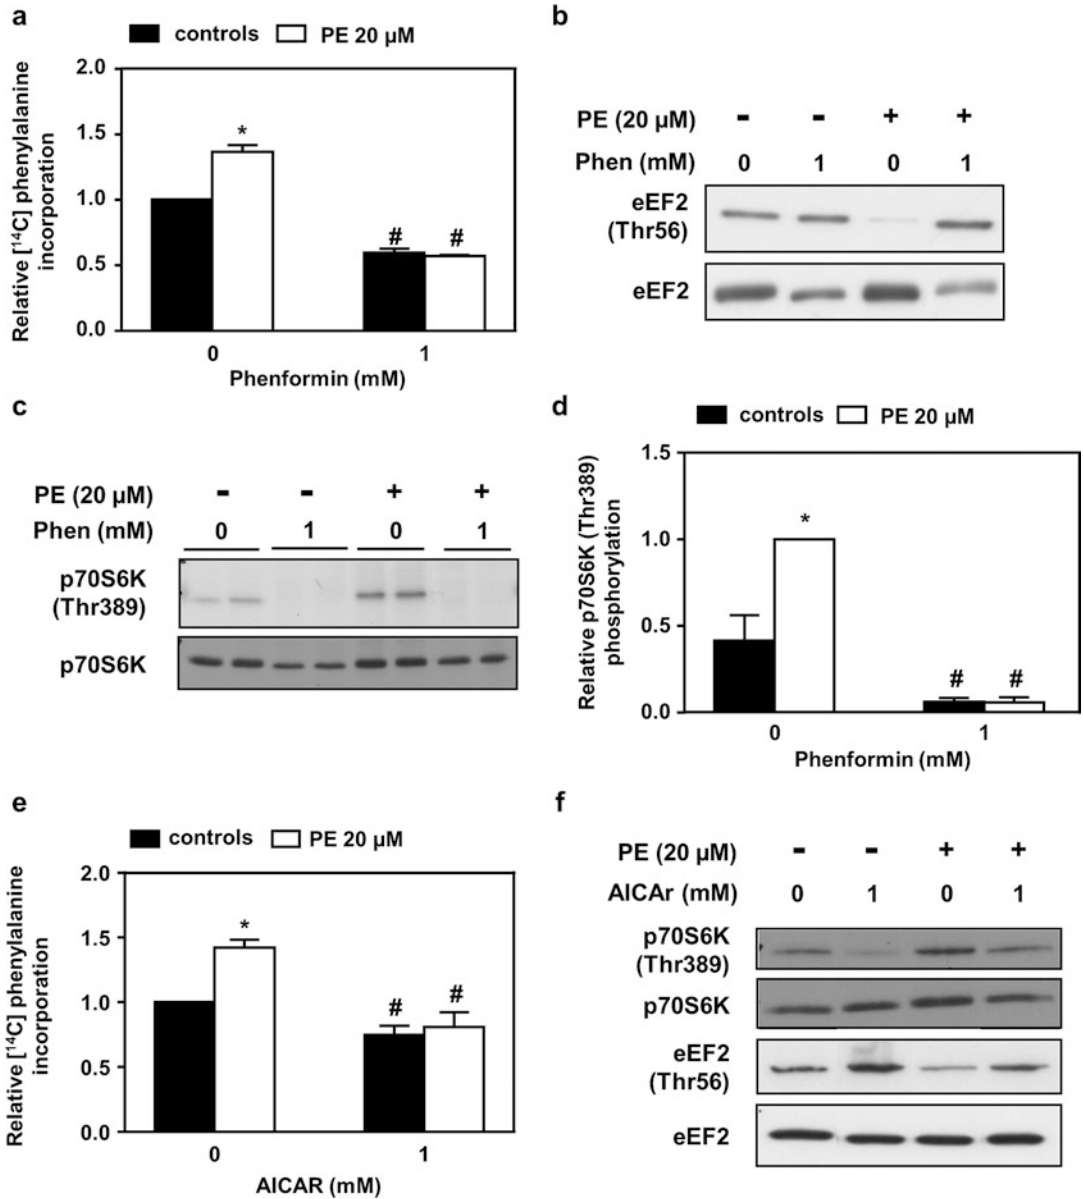 a
controls PE 20 µM
Relative [14C] phenylalanine
incorporation
2.0
1.5
1.0
0.5
0.0
*
# #
0 1
Phenformin (mM)
b
PE (20 µM) - - + +
Phen (mM) 0 1 0 1
eEF2
(Thr56)
eEF2
c
PE (20 µM) - - + +
Phen (mM) 0 1 0 1
p70S6K
(Thr389)
p70S6K
d
controls PE 20 µM
Relative p70S6K (Thr389)
phosphorylation
1.5
1.0
0.5
0.0
*
# #
0 1
Phenformin (mM)
e
controls PE 20 µM
Relative [14C] phenylalanine
incorporation
2.0
1.5
1.0
0.5
0.0
*
# #
0 1
AICAR (mM)
f
PE (20 µM) - - + +
AICAr (mM) 0 1 0 1
p70S6K
(Thr389)
p70S6K
eEF2
(Thr56)
eEF2